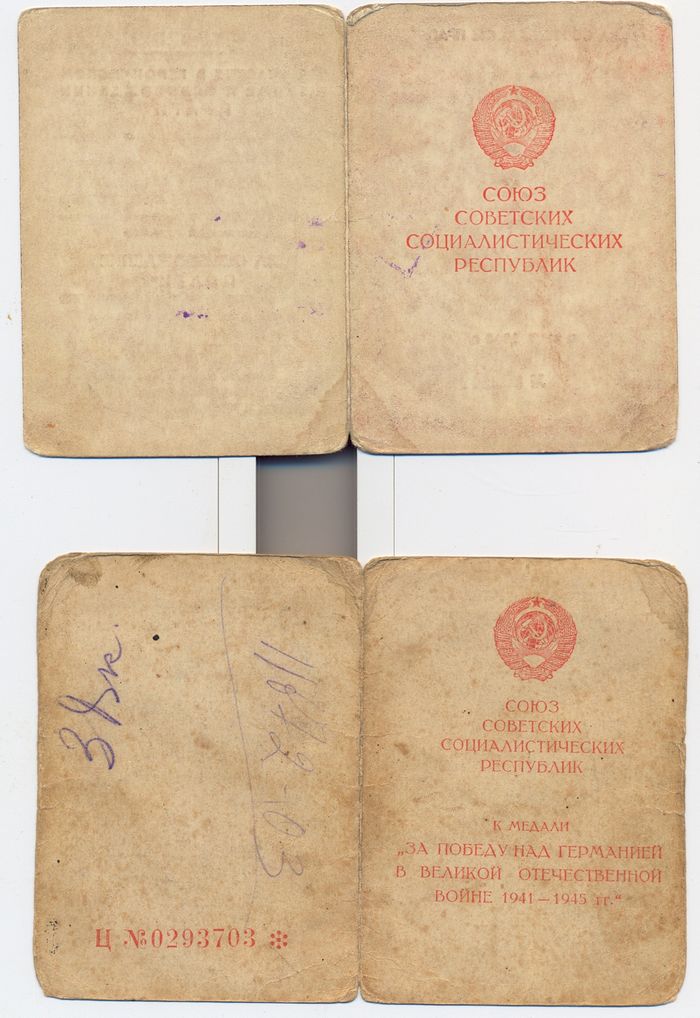 СОЮЗ
СОВЕТСКИХ
СОЦИАЛИСТИЧЕСКИХ
РЕСПУБЛИК
Ц №0293703
СОЮЗ
СОВЕТСКИХ
СОЦИАЛИСТИЧЕСКИХ
РЕСПУБЛИК
К МЕДАЛИ
„ЗА ПОБЕДУ НАД ГЕРМАНИЕЙ
В ВЕЛИКОЙ ОТЕЧЕСТВЕННОЙ
ВОЙНЕ 1941—1945 гг.“